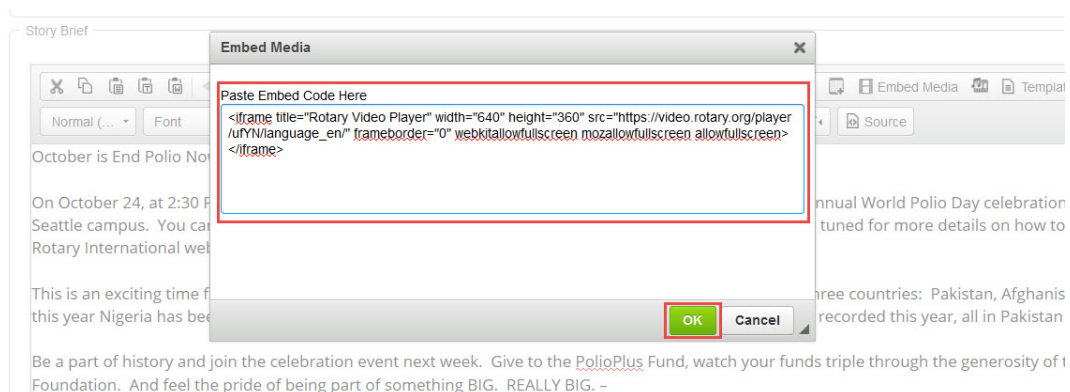 Story Brief
Embed Media
Embed Media
Templa
Paste Embed Code Here
Normal (...
Font
Source
<iframe title="Rotary Video Player" width="640" height="360" src="https://video.rotary.org/player
/ufYN/language_en/" frameborder="0" webkitallowfullscreen mozallowfullscreen allowfullscreen>
</iframe>
October is End Polio No
On October 24, at 2:30 P
nnual World Polio Day celebration
Seattle campus. You ca
tuned for more details on how to
Rotary International we
This is an exciting time f
hree countries: Pakistan, Afghanis
this year Nigeria has bee
recorded this year, all in Pakistan
OK
Cancel
Be a part of history and join the celebration event next week. Give to the PolioPlus Fund, watch your funds triple through the generosity of t
Foundation. And feel the pride of being part of something BIG. REALLY BIG. –